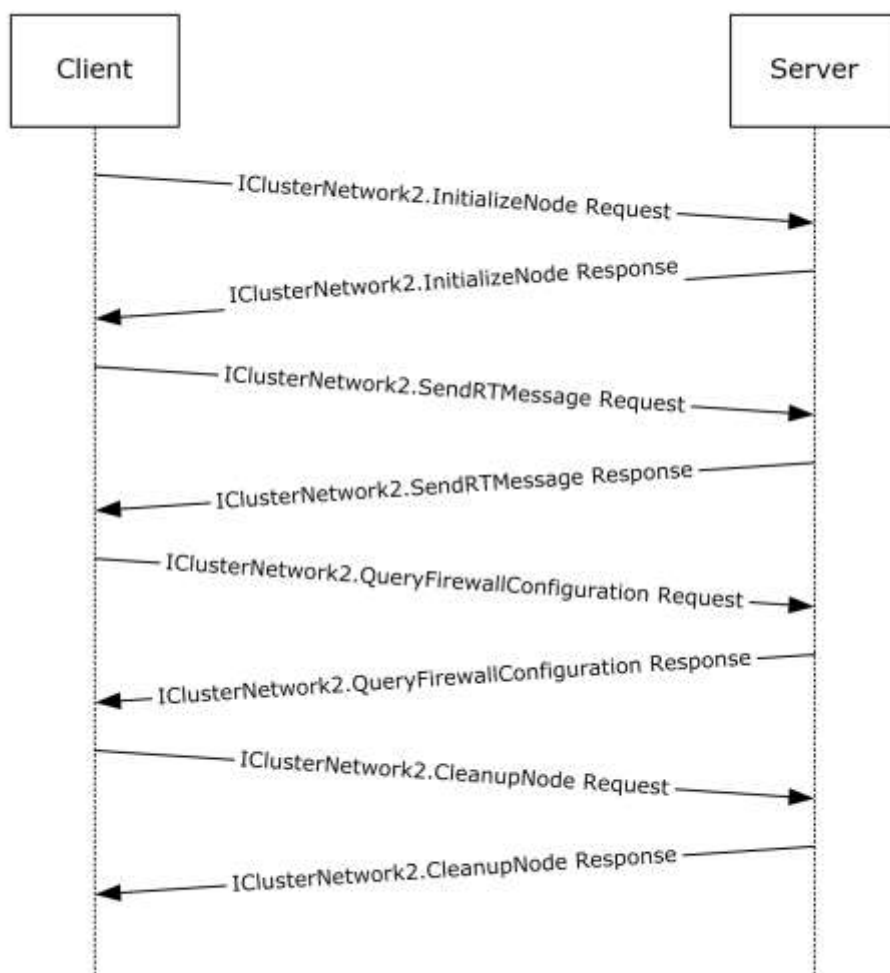 Client
Server
IClusterNetwork2.InitializeNode Request
IClusterNetwork2.InitializeNode Response
IClusterNetwork2.SendRTMessage Request
IClusterNetwork2.SendRTMessage Response
IClusterNetwork2.QueryFirewallConfiguration Request
IClusterNetwork2.QueryFirewallConfiguration Response
IClusterNetwork2.CleanupNode Request
IClusterNetwork2.CleanupNode Response